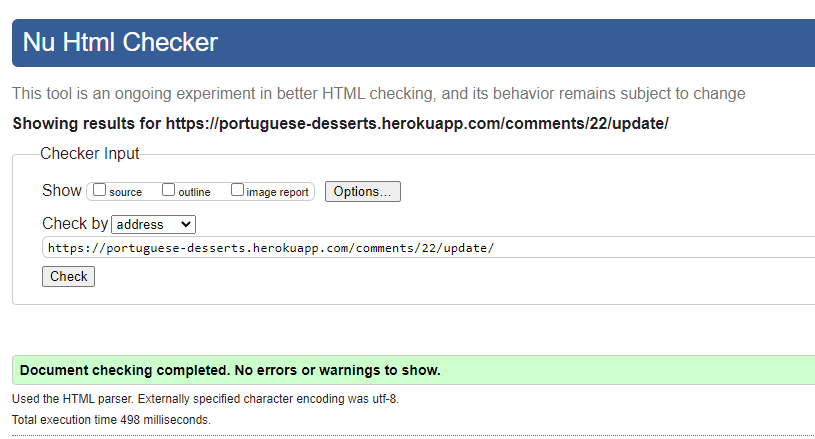 Nu Html Checker
This tool is an ongoing experiment in better HTML checking, and its behavior remains subject to change
Showing results for https://portuguese-desserts.herokuapp.com/comments/22/update/
Checker Input
Show source outline image report Options...
Check by address
https://portuguese-desserts.herokuapp.com/comments/22/update/
Check
Document checking completed. No errors or warnings to show.
Used the HTML parser. Externally specified character encoding was utf-8.
Total execution time 498 milliseconds.